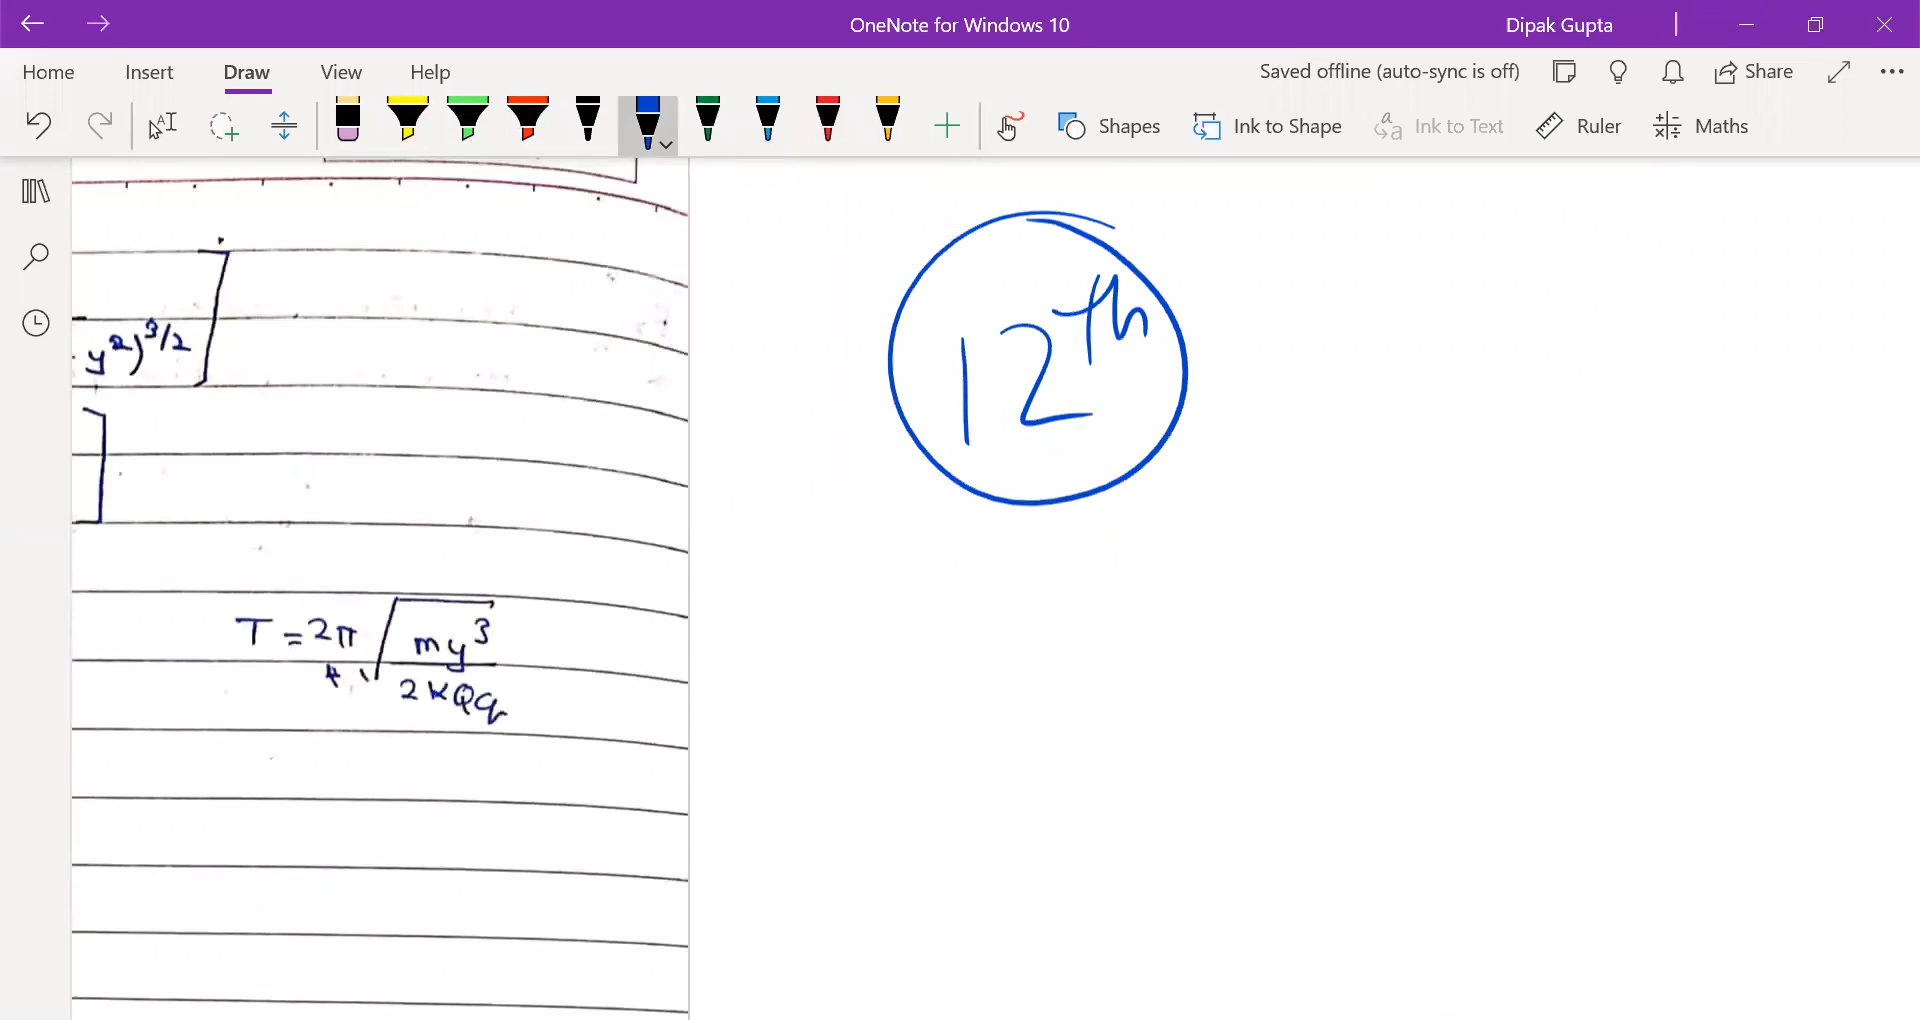 OneNote for Windows 10
Dipak Gupta
Home Insert Draw View Help
Saved offline (auto-sync is off)
Share
Shapes
Ink to Shape
Ink to Text
Ruler
Maths
y²)^3/2
12th
T = 2π √(my³
2KQq)